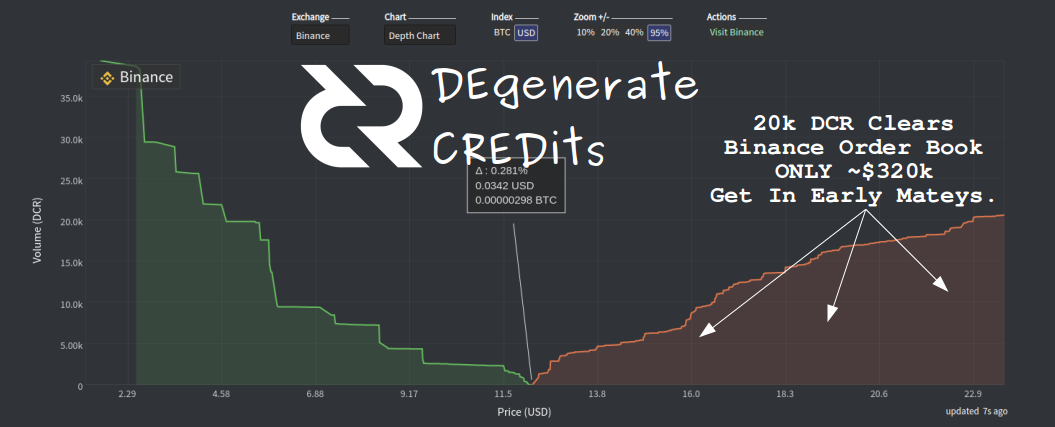 Exchange Chart Index Zoom +/- Actions
Binance Depth Chart BTC USD 10% 20% 40% 95% Visit Binance
Binance
DEgenerate
CREDits
20k DCR Clears
Binance Order Book
ONLY ~$320k
Get In Early Mateys.
Δ : 0.281%
0.0342 USD
0.00000298 BTC
Volume (DCR)
35.0k
30.0k
25.0k
20.0k
15.0k
10.0k
5.00k
0
2.29 4.58 6.88 9.17 11.5 13.8 16.0 18.3 20.6 22.9
Price (USD)
updated 7s ago